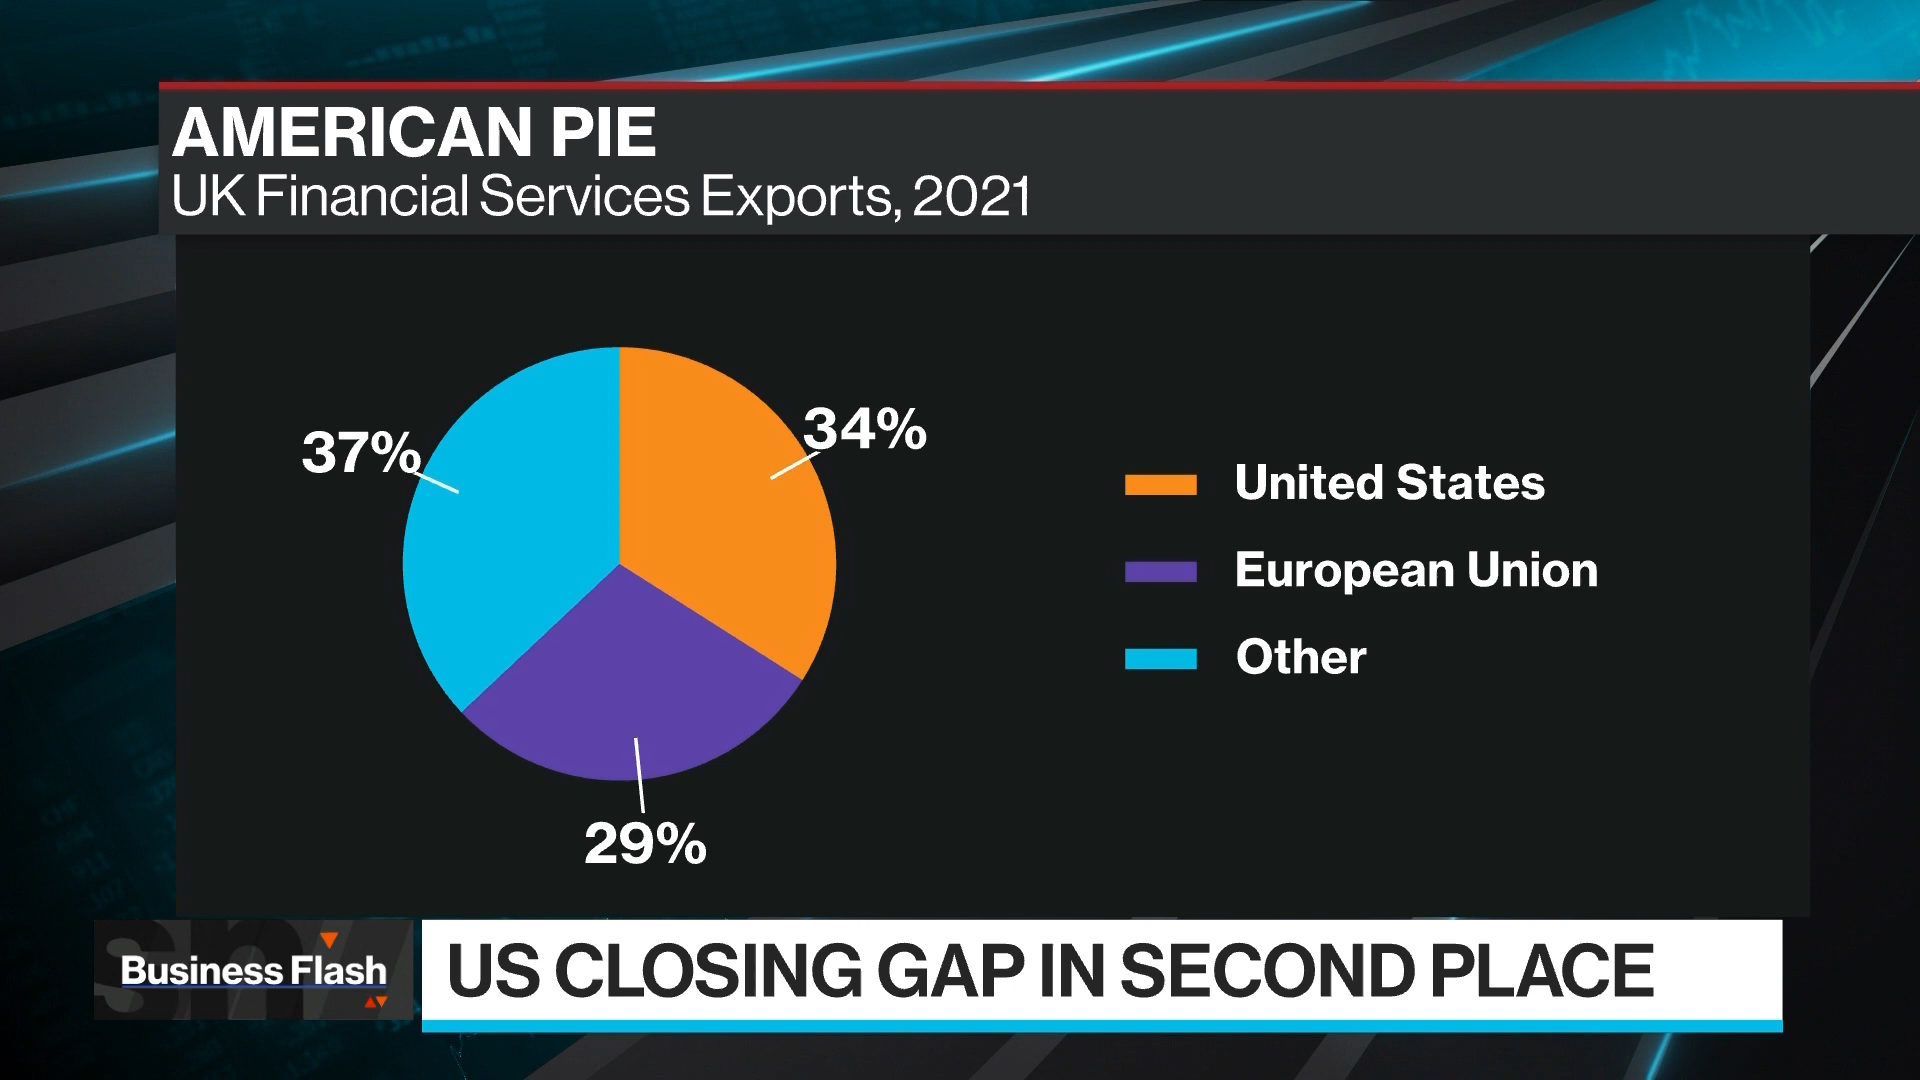 AMERICAN PIE
UK Financial Services Exports, 2021
37%
34%
29%
United States
European Union
Other
Business Flash
US CLOSING GAP IN SECOND PLACE